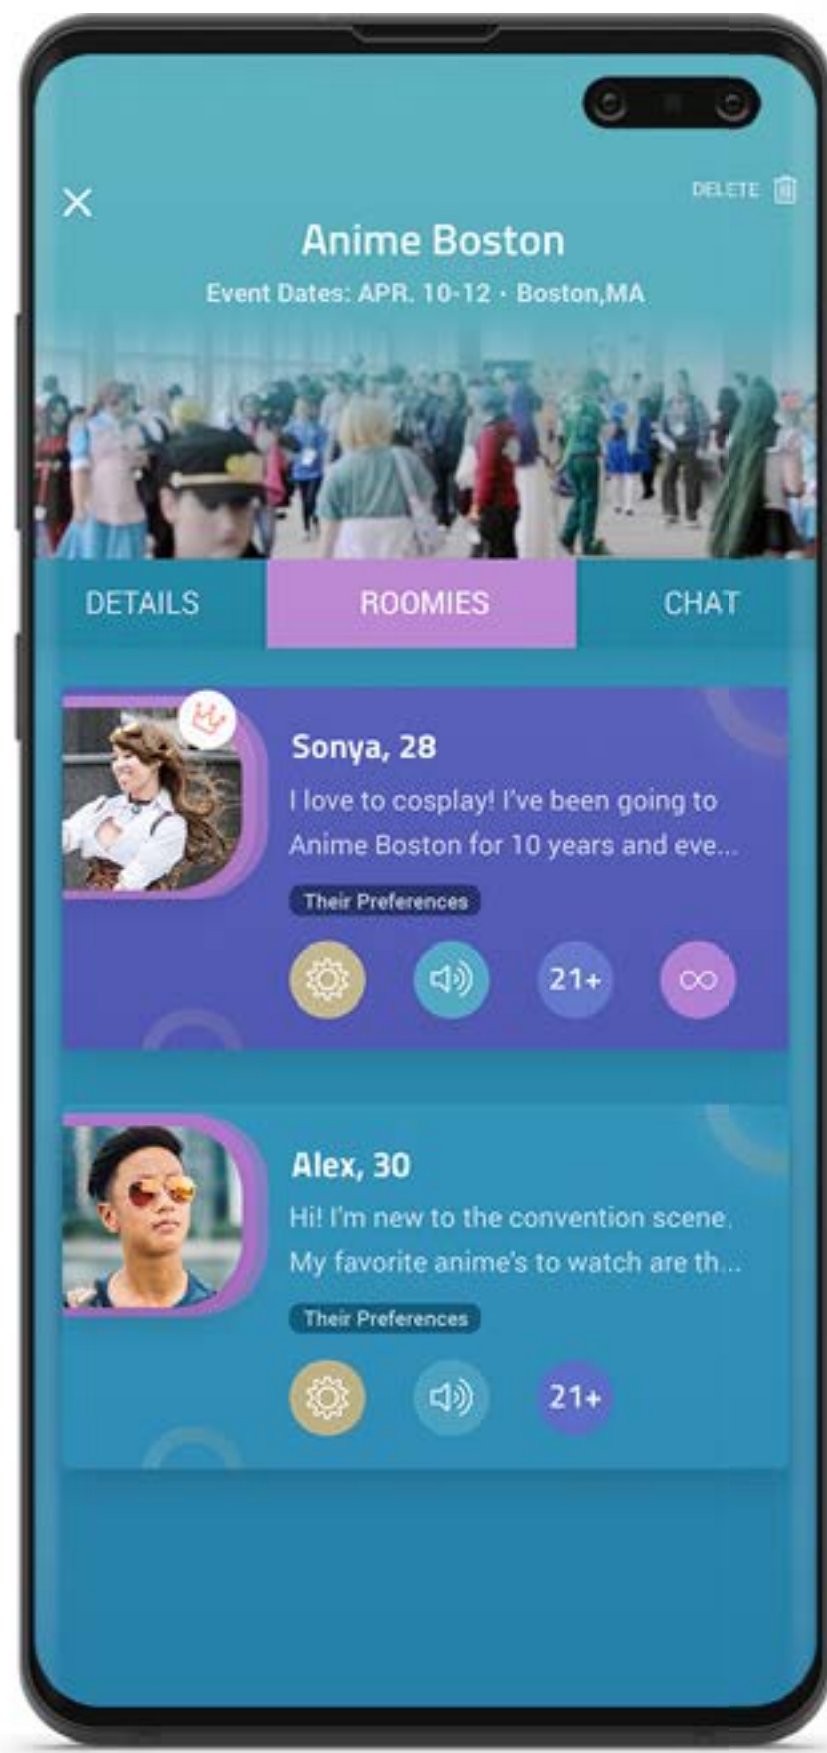 DELETE
Anime Boston
Event Dates: APR. 10-12 • Boston,MA
DETAILS
ROOMIES
CHAT
Sonya, 28
I love to cosplay! I've been going to
Anime Boston for 10 years and eve...
Their Preferences
21+
Alex, 30
Hi! I'm new to the convention scene.
My favorite anime's to watch are th...
Their Preferences
21+